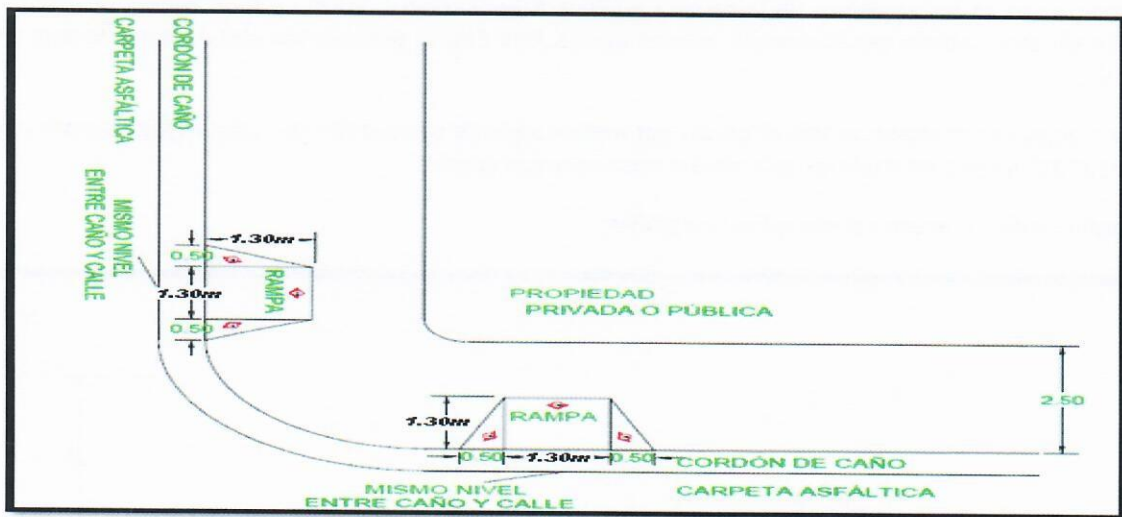 CARPETA ASFÁLTICA
CORDÓN DE CAÑO
MISMO NIVEL
ENTRE CAÑO Y CALLE
1.30m
0.50
1.30m
RAMPA
0.50
PROPIEDAD
PRIVADA O PÚBLICA
2.50
1.30m
RAMPA
0.50
1.30m
0.50
CORDÓN DE CAÑO
MISMO NIVEL
ENTRE CAÑO Y CALLE
CARPETA ASFÁLTICA